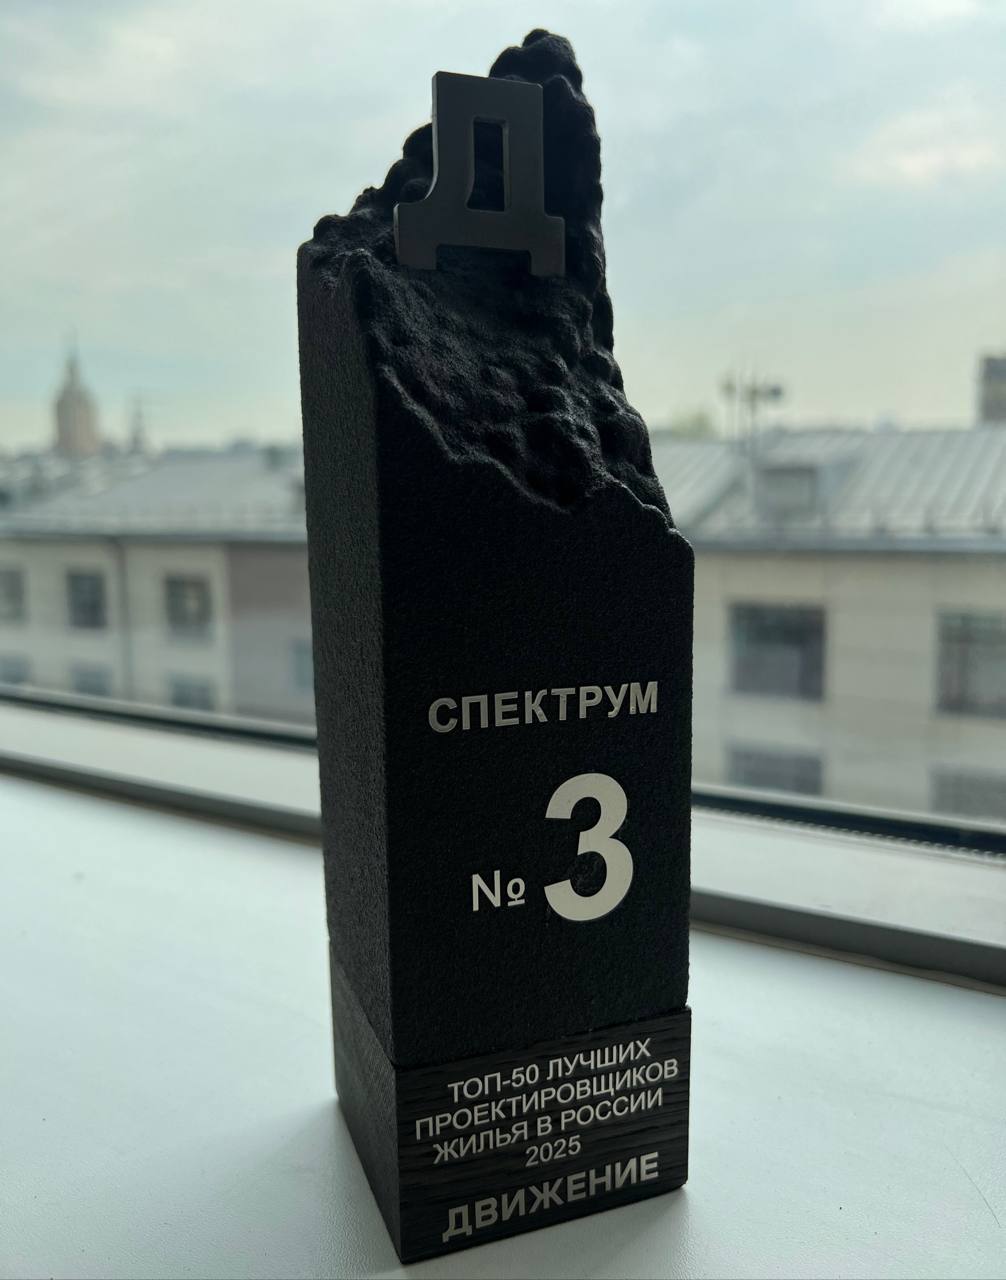 Д
СПЕКТРУМ
№ 3
ТОП-50 ЛУЧШИХ
ПРОЕКТИРОВЩИКОВ
ЖИЛЬЯ В РОССИИ
2025
ДВИЖЕНИЕ